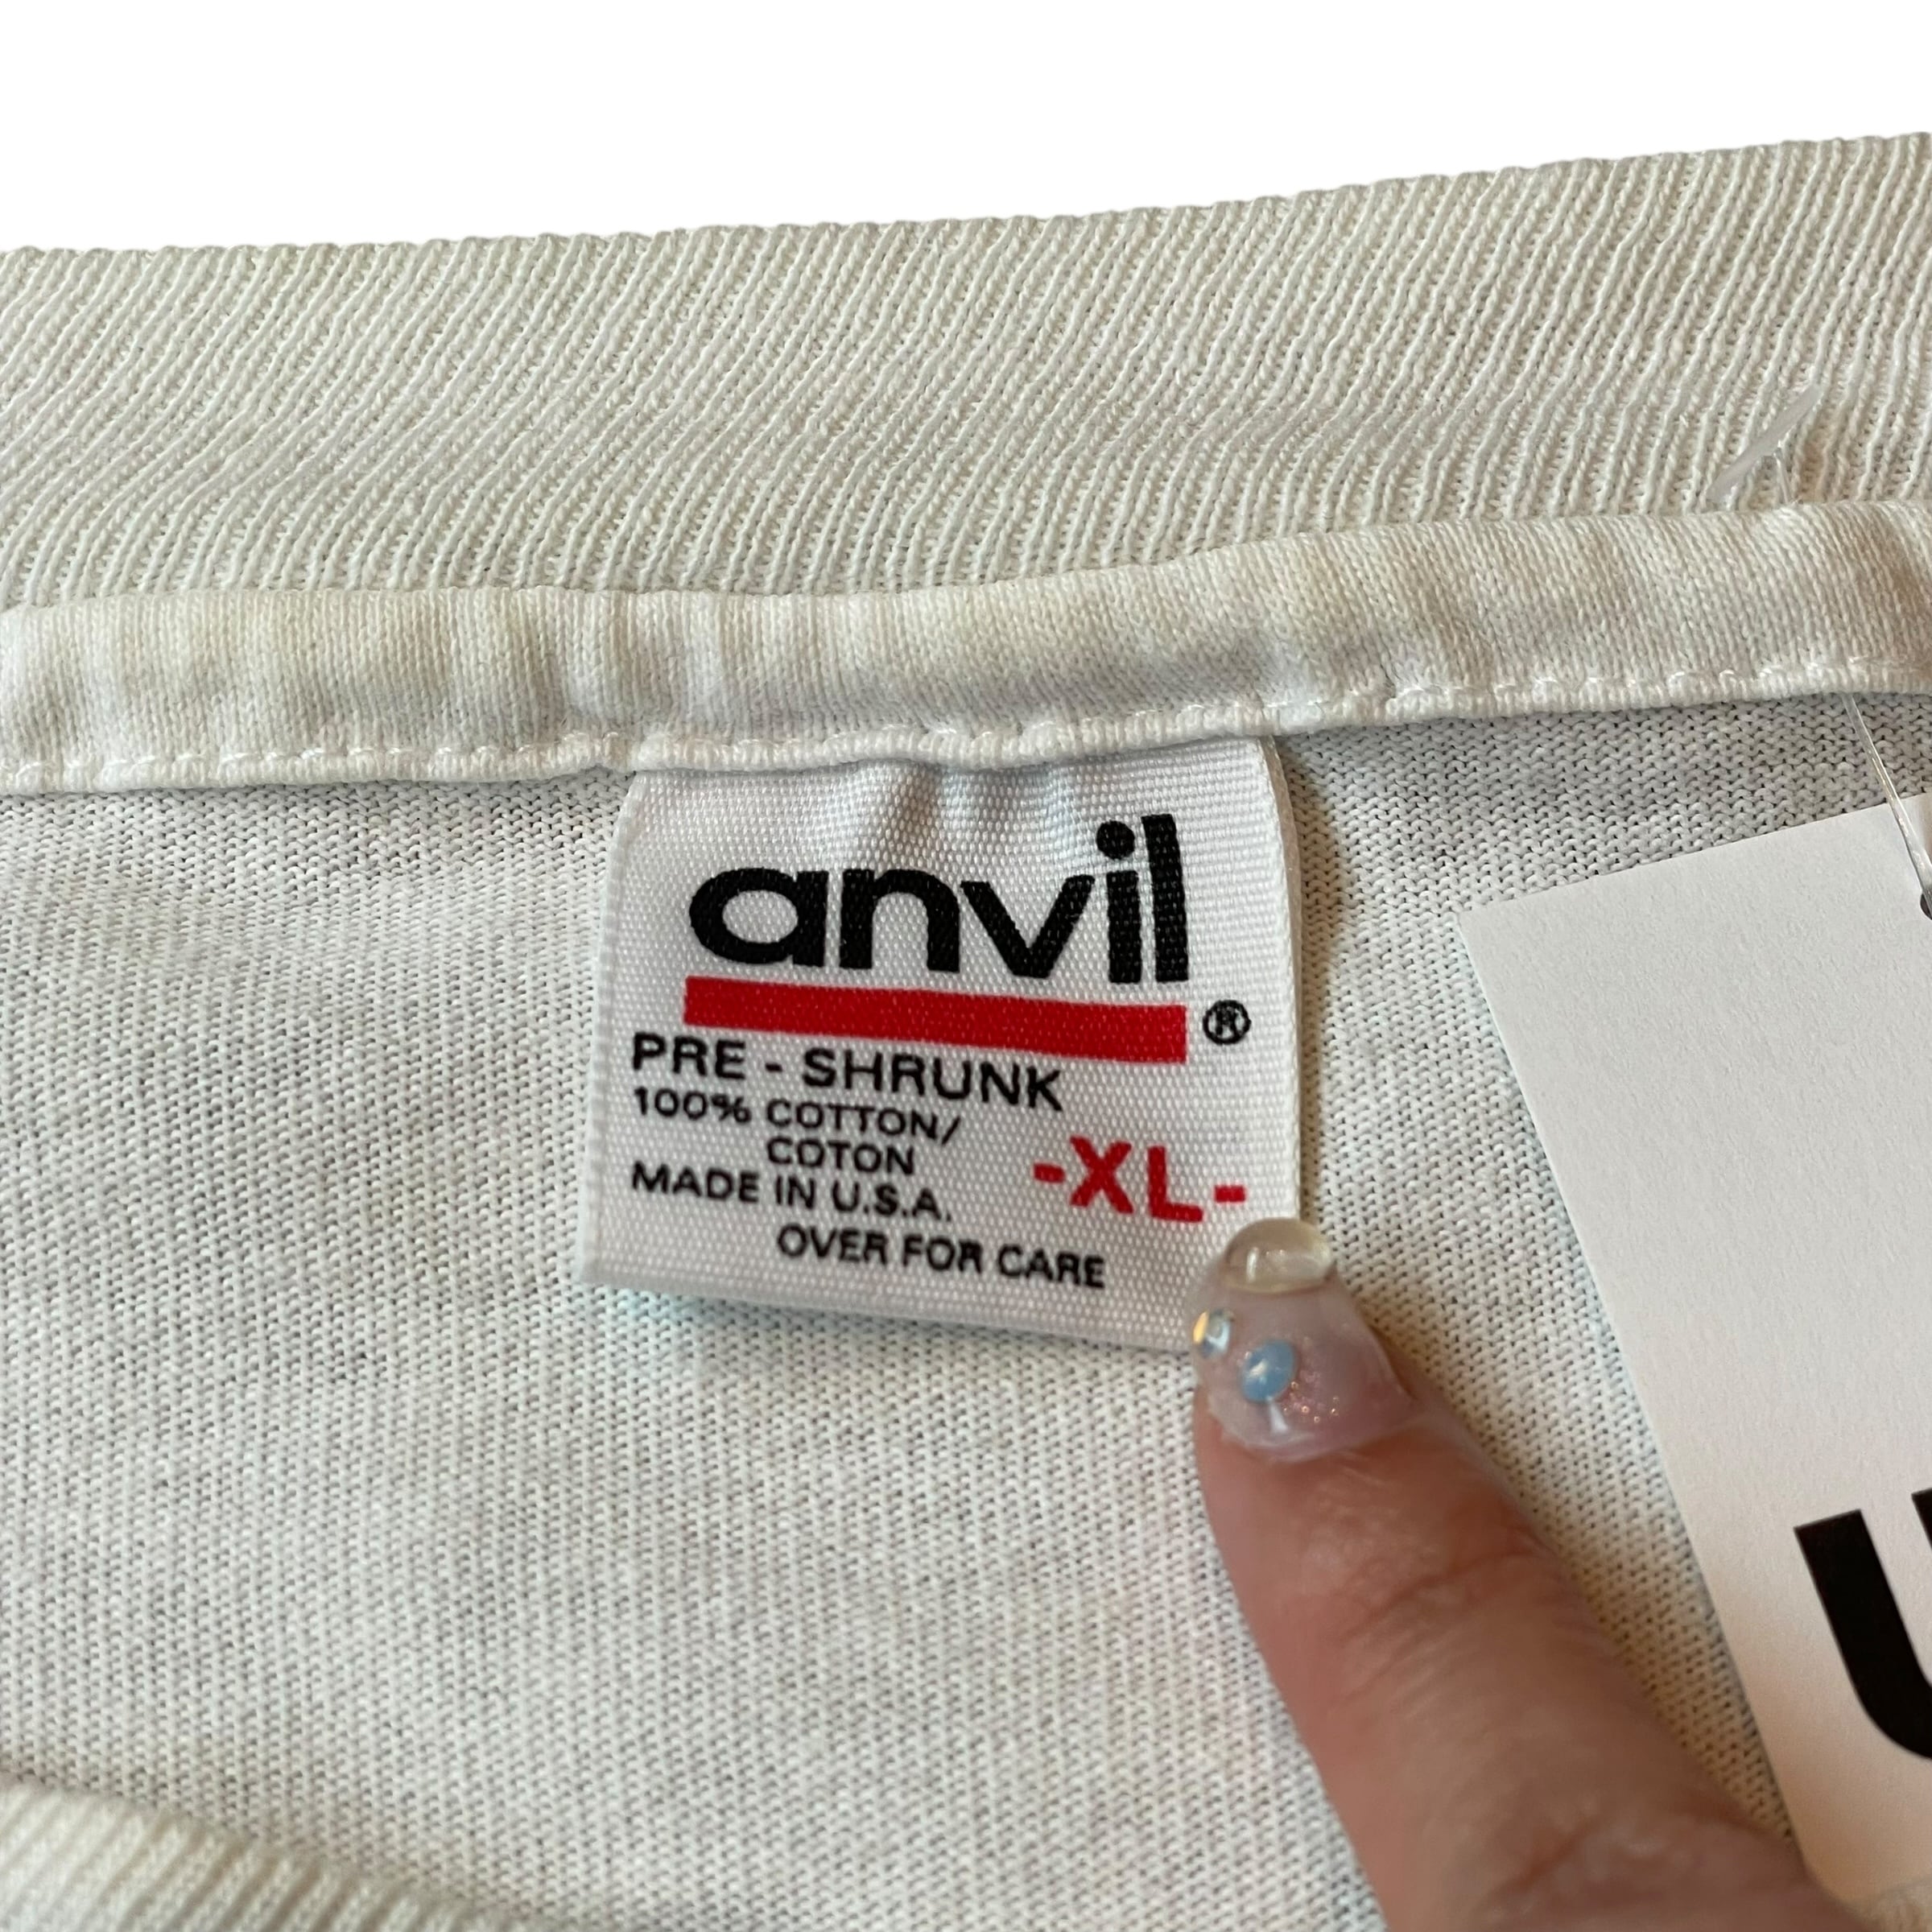 anvil®
PRE - SHRUNK
100% COTTON/
COTON
-XL-
MADE IN U.S.A.
OVER FOR CARE